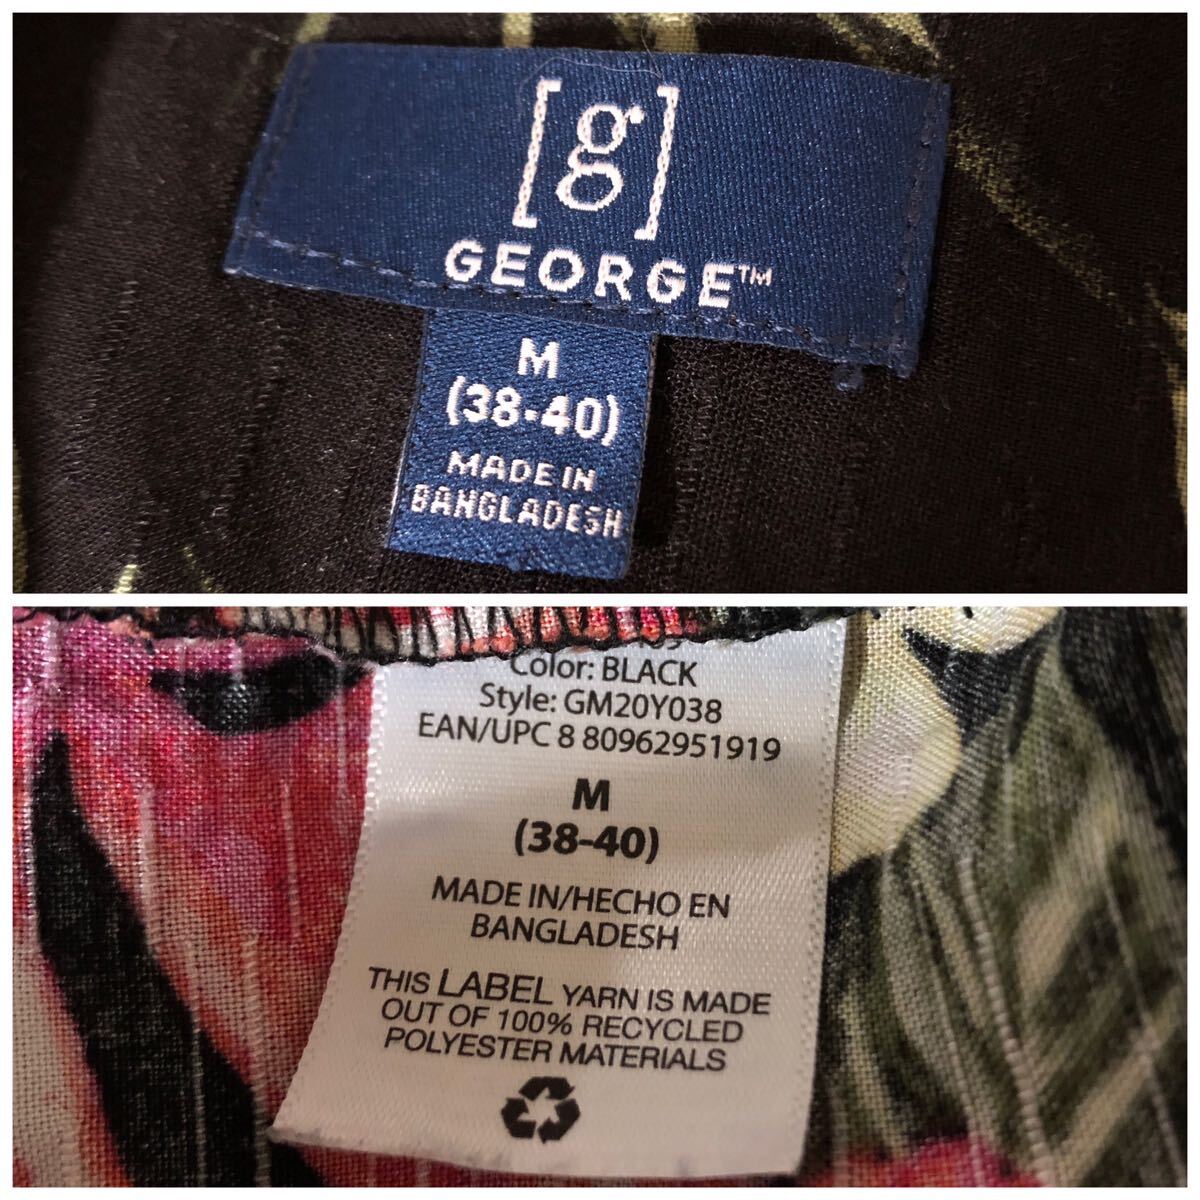 [g]
GEORGE™
M
(38-40)
MADE IN
BANGLADESH
Color: BLACK
Style: GM20Y038
EAN/UPC 8 80962951919
M
(38-40)
MADE IN/HECHO EN
BANGLADESH
THIS LABEL YARN IS MADE
OUT OF 100% RECYCLED
POLYESTER MATERIALS